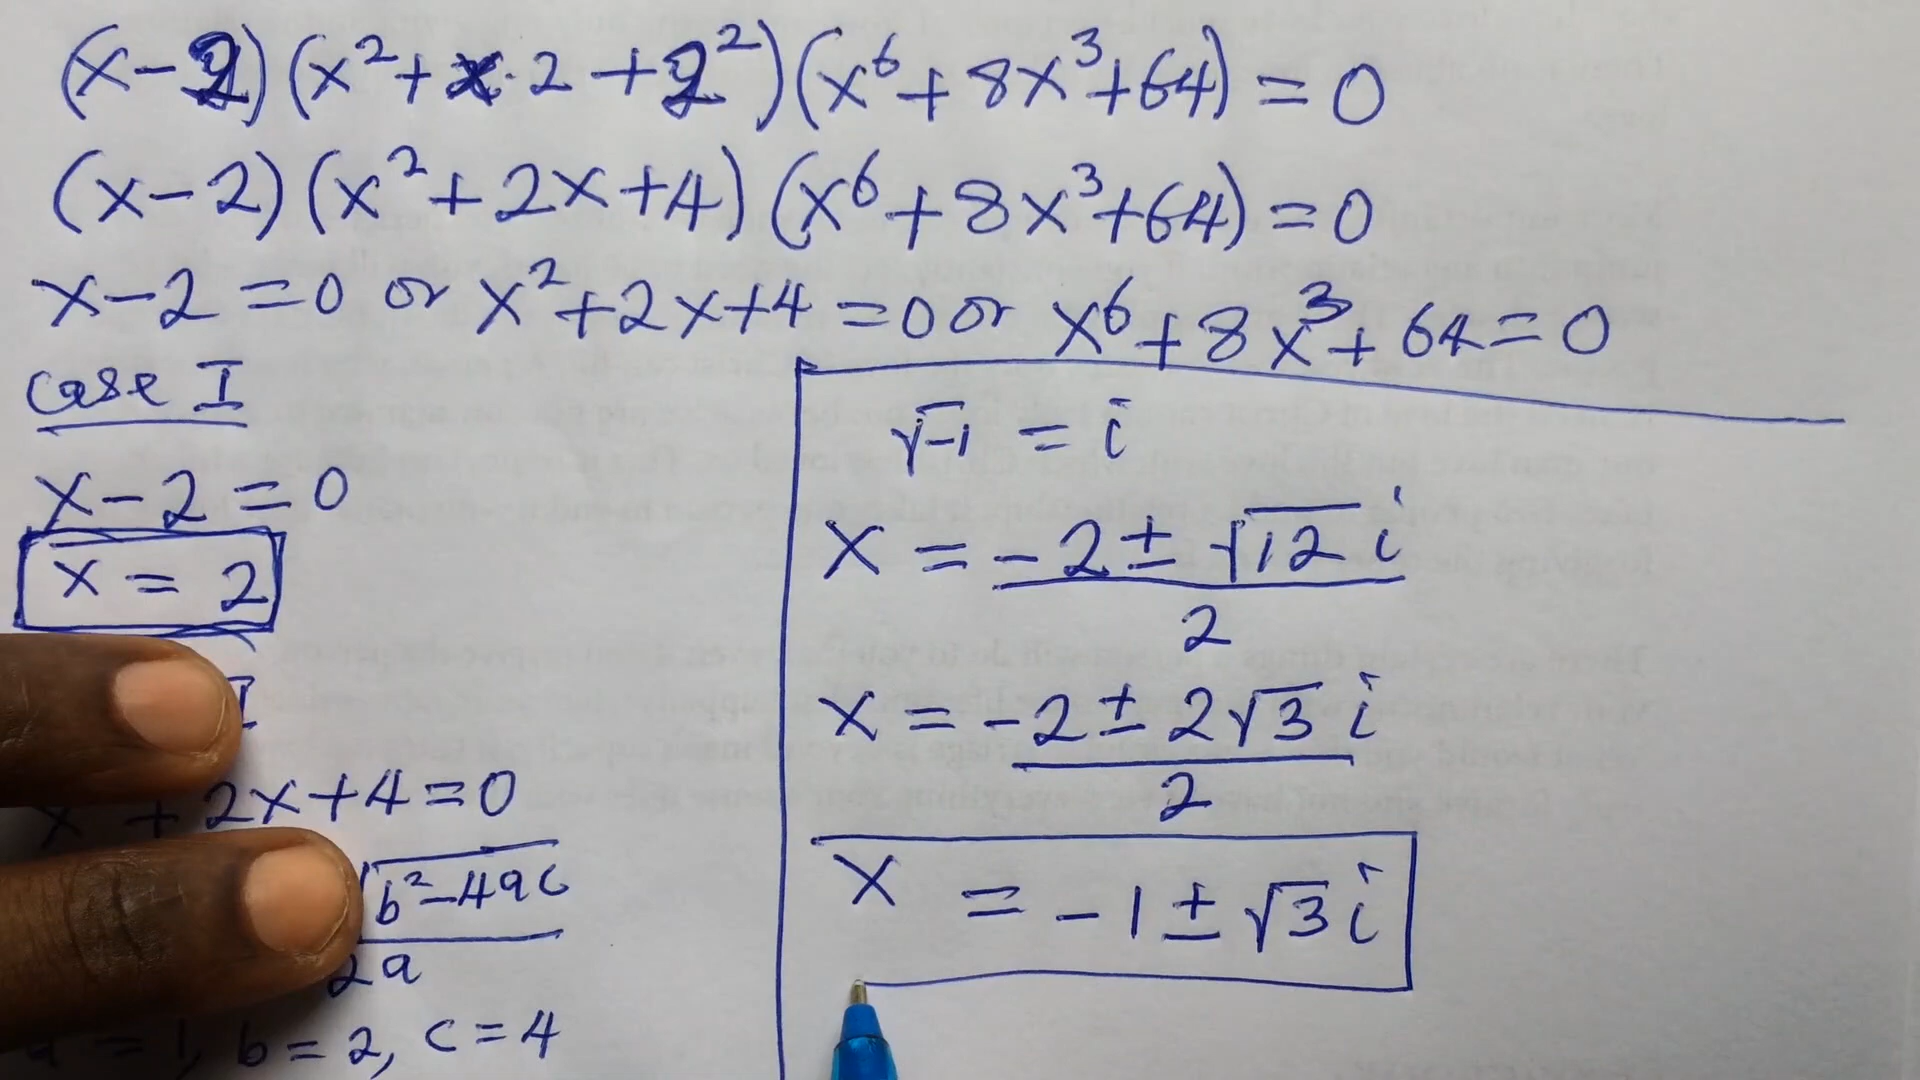 (x-2)(x²+x·2+2²)(x⁶+8x³+64)=0
(x-2)(x²+2x+4)(x⁶+8x³+64)=0
x-2=0 or x²+2x+4=0 or x⁶+8x³+64=0
case I
x-2=0
x=2
I
x²+2x+4=0
√b²-4ac
2a
a=1, b=2, c=4
√-1 = i
x = -2±√12 i
2
x = -2±2√3 i
2
x = -1±√3 i